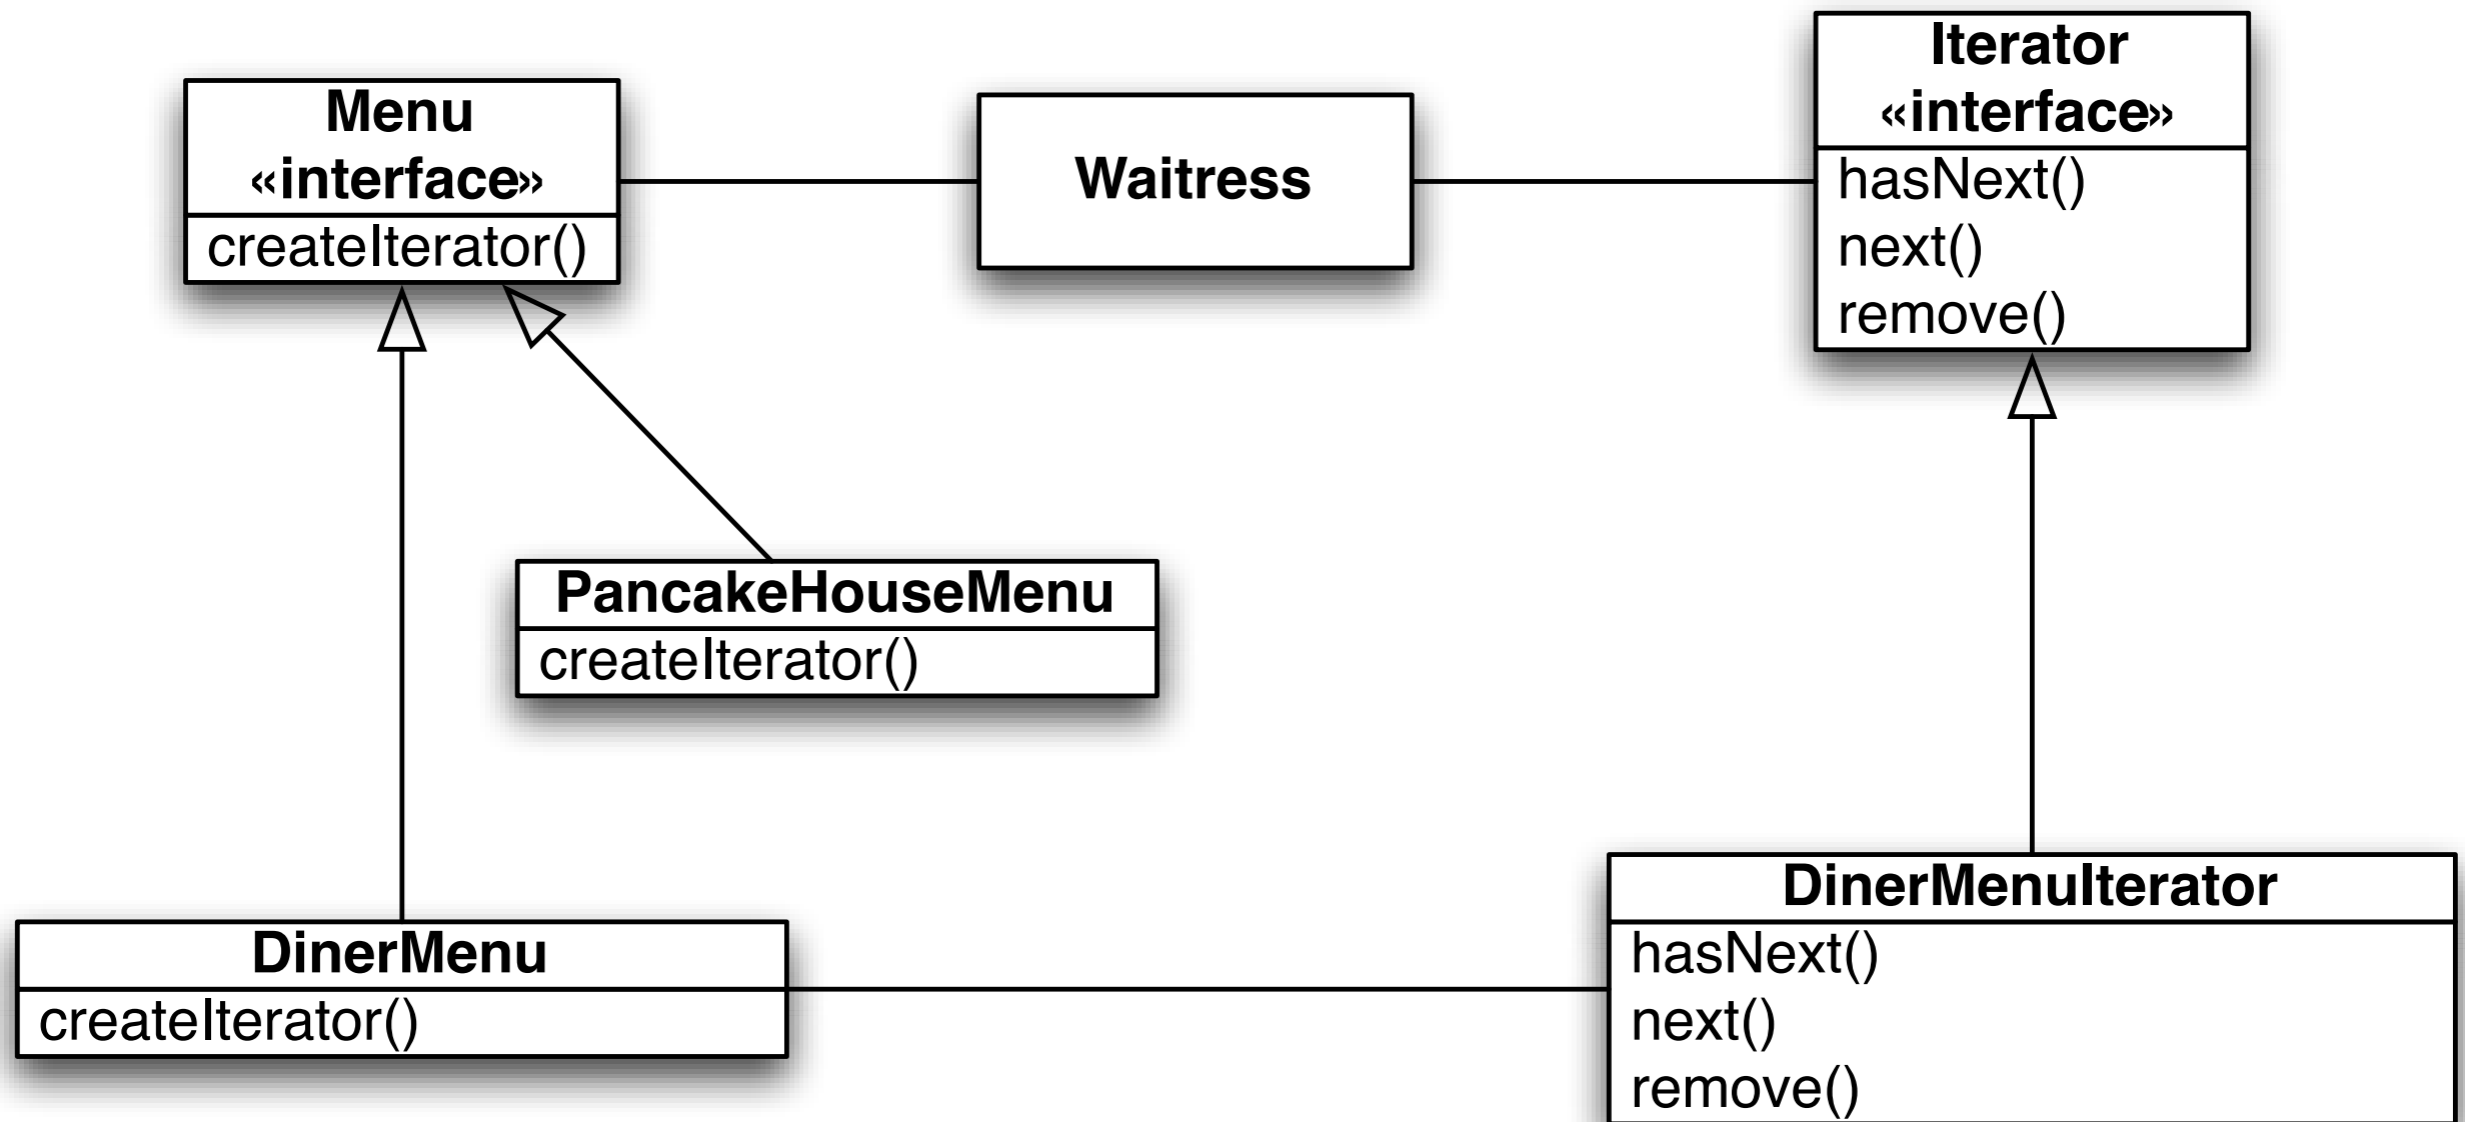 Menu
«interface»
createIterator()
Waitress
Iterator
«interface»
hasNext()
next()
remove()
PancakeHouseMenu
createIterator()
DinerMenu
createIterator()
DinerMenuIterator
hasNext()
next()
remove()